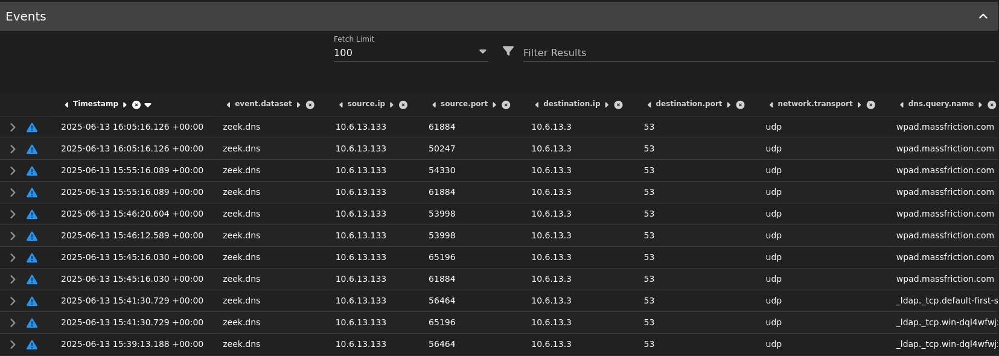 Events
Fetch Limit
100 Filter Results
Timestamp event.dataset source.ip source.port destination.ip destination.port network.transport dns.query.name
2025-06-13 16:05:16.126 +00:00 zeek.dns 10.6.13.133 61884 10.6.13.3 53 udp wpad.massfriction.com
2025-06-13 16:05:16.126 +00:00 zeek.dns 10.6.13.133 50247 10.6.13.3 53 udp wpad.massfriction.com
2025-06-13 15:55:16.089 +00:00 zeek.dns 10.6.13.133 54330 10.6.13.3 53 udp wpad.massfriction.com
2025-06-13 15:55:16.089 +00:00 zeek.dns 10.6.13.133 61884 10.6.13.3 53 udp wpad.massfriction.com
2025-06-13 15:46:20.604 +00:00 zeek.dns 10.6.13.133 53998 10.6.13.3 53 udp wpad.massfriction.com
2025-06-13 15:46:12.589 +00:00 zeek.dns 10.6.13.133 53998 10.6.13.3 53 udp wpad.massfriction.com
2025-06-13 15:45:16.030 +00:00 zeek.dns 10.6.13.133 65196 10.6.13.3 53 udp wpad.massfriction.com
2025-06-13 15:45:16.030 +00:00 zeek.dns 10.6.13.133 61884 10.6.13.3 53 udp wpad.massfriction.com
2025-06-13 15:41:30.729 +00:00 zeek.dns 10.6.13.133 56464 10.6.13.3 53 udp _ldap._tcp.default-first-s
2025-06-13 15:41:30.729 +00:00 zeek.dns 10.6.13.133 65196 10.6.13.3 53 udp _ldap._tcp.win-dql4wfwj
2025-06-13 15:39:13.188 +00:00 zeek.dns 10.6.13.133 56464 10.6.13.3 53 udp _ldap._tcp.win-dql4wfwj